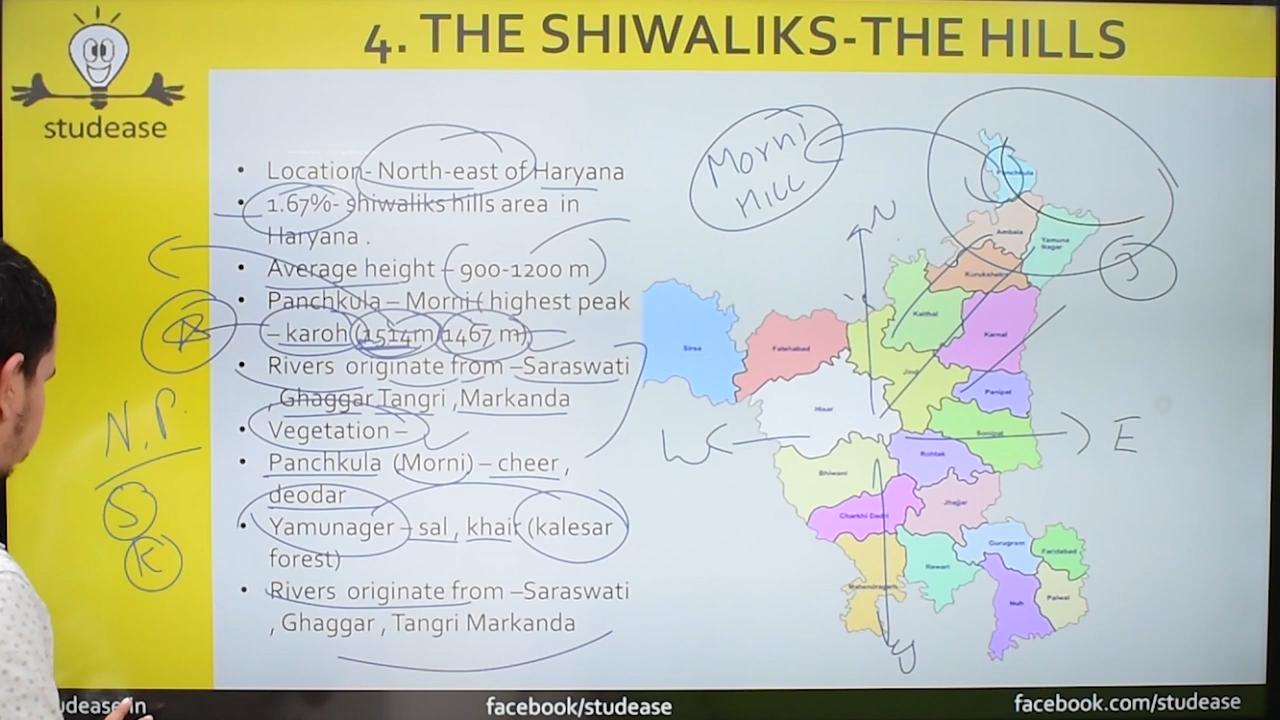 4. THE SHIWALIKS-THE HILLS
studease
• Location- North-east of Haryana
• 1.67%- shiwaliks hills area in
Haryana .
• Average height – 900-1200 m
• Panchkula – Morni ( highest peak
– karoh (1514m (1467 m)
• Rivers originate from –Saraswati
, Ghaggar Tangri ,Markanda
• Vegetation –
• Panchkula (Morni) – cheer ,
deodar
• Yamunager – sal , khair (kalesar
forest)
• Rivers originate from –Saraswati
, Ghaggar , Tangri Markanda
N.P
S
K
Morni
Hill
N
W
E
Panchkula
Ambala
Yamuna
Nagar
Kurukshetra
Kaithal
Karnal
Sirsa
Fatehabad
Jind
Panipat
Hisar
Sonipat
Rohtak
Bhiwani
Jhajjar
Charkhi Dadri
Gurugram
Faridabad
Rewari
Mahendragarh
Nuh
Palwal
udease.in
facebook/studease
facebook.com/studease